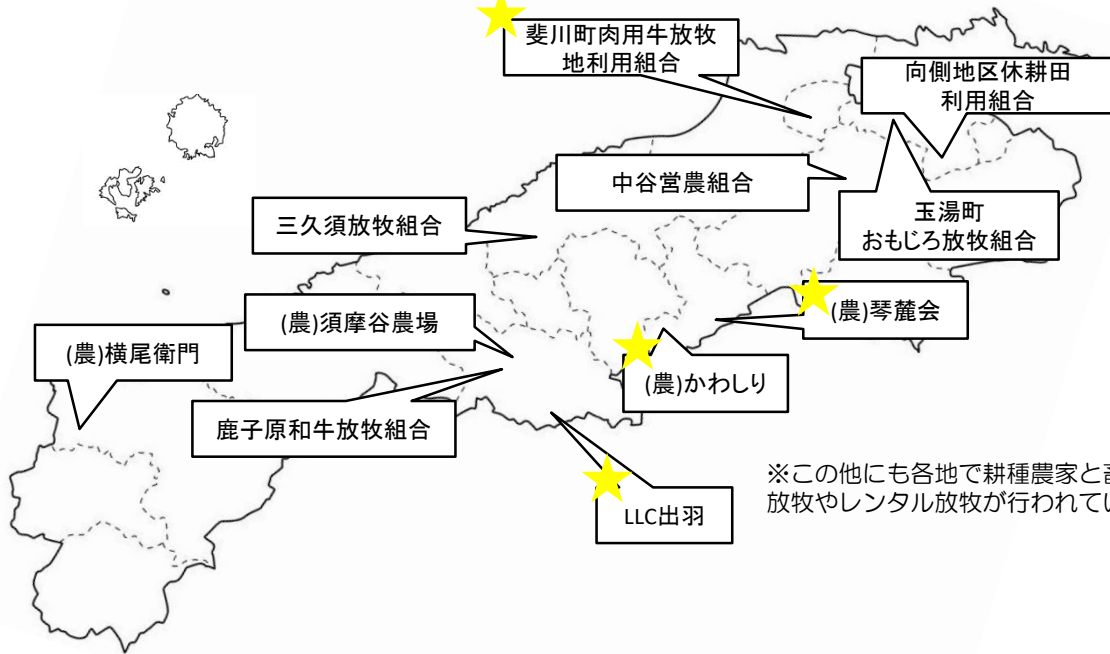 斐川町肉用牛放牧
地利用組合
向側地区休耕田
利用組合
中谷営農組合
玉湯町
おもじろ放牧組合
三久須放牧組合
(農)須摩谷農場
(農)琴麓会
(農)横尾衛門
(農)かわしり
鹿子原和牛放牧組合
LLC出羽
※この他にも各地で耕種農家と
放牧やレンタル放牧が行われてい